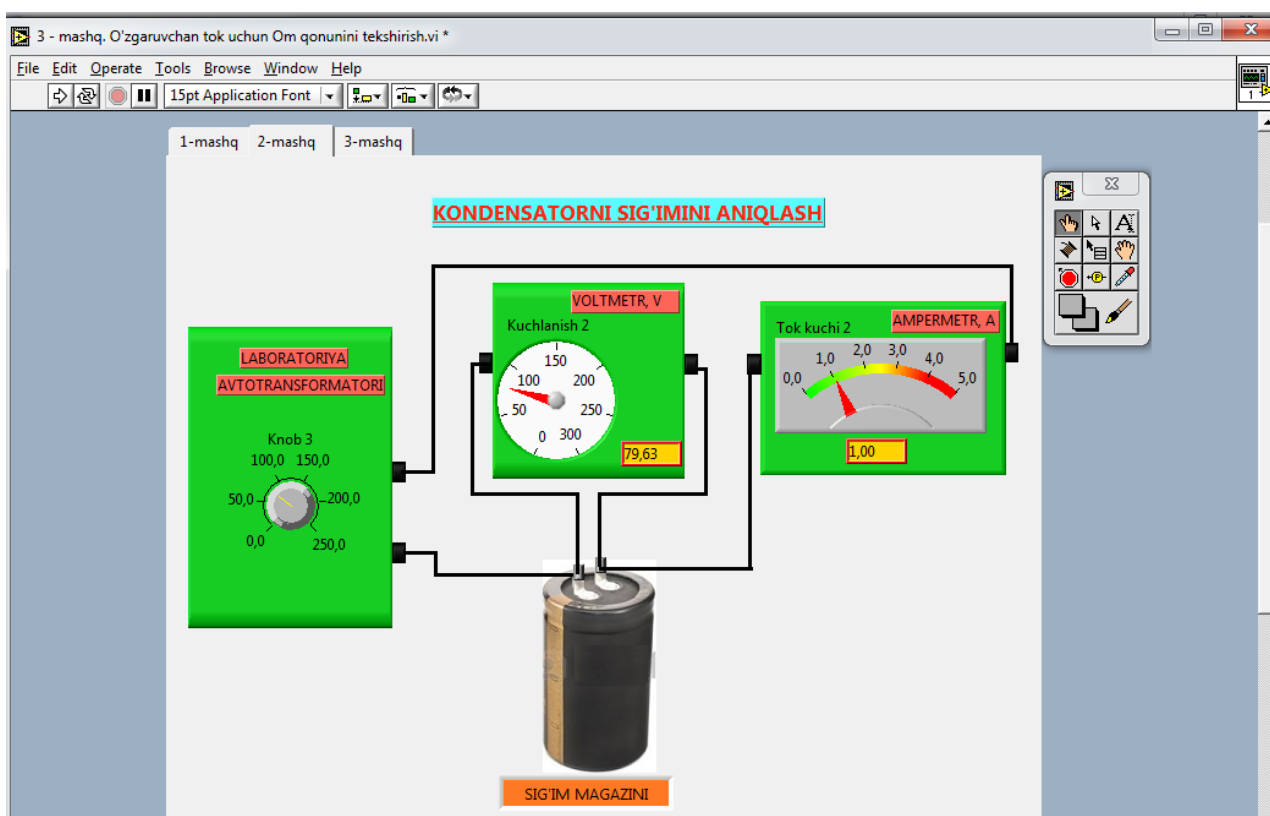 3 - mashq. O'zgaruvchan tok uchun Om qonunini tekshirish.vi *
File Edit Operate Tools Browse Window Help
15pt Application Font
1
1-mashq 2-mashq 3-mashq
KONDENSATORNI SIG'IMINI ANIQLASH
LABORATORIYA
AVTOTRANSFORMATORI
Knob 3
100,0 150,0
50,0 200,0
0,0 250,0
VOLTMETR, V
Kuchlanish 2
150
100 200
50 250
0 300
79,63
AMPERMETR, A
Tok kuchi 2
0,0 1,0 2,0 3,0 4,0 5,0
1,00
SIG'IM MAGAZINI